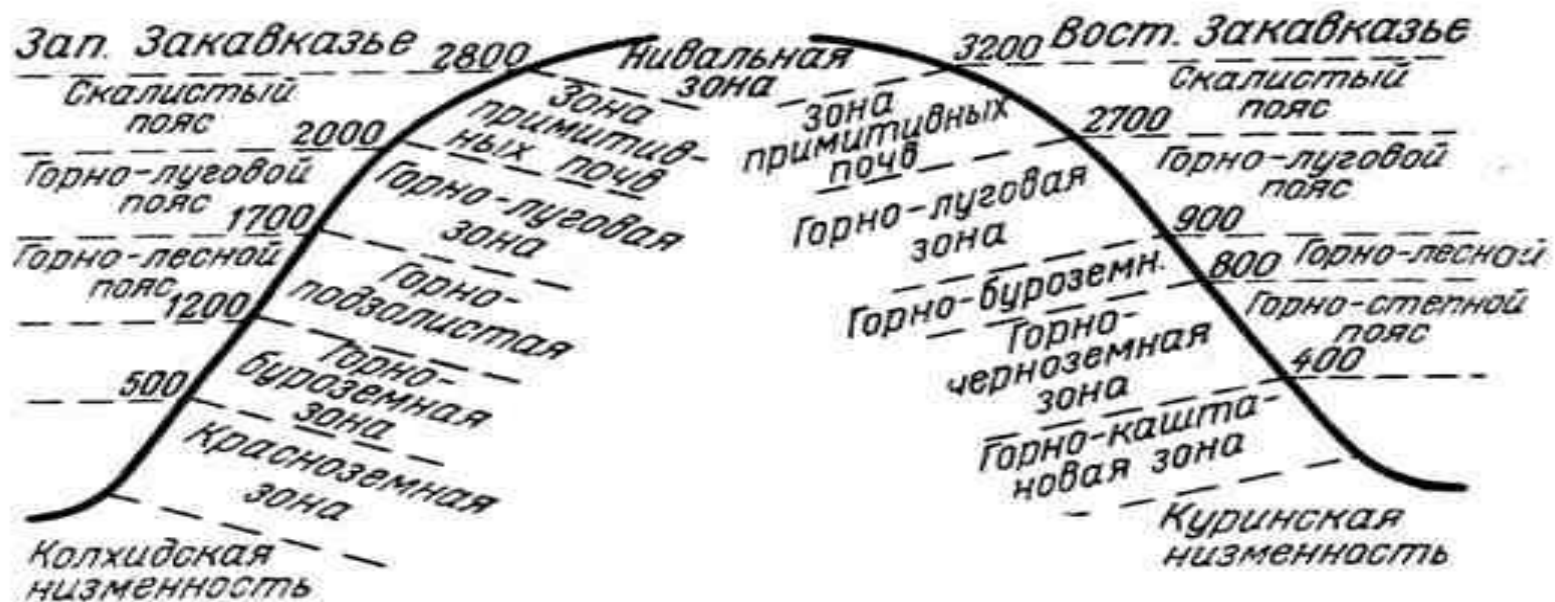 Зап. Закавказье
2800
Скалистый
пояс
2000
Горно-луговой
пояс
1700
Горно-лесной
пояс
1200
500
Колхидская
низменность
Нивальная
зона
Зона
примитив-
ных почв
Горно-луговая
зона
Горно-
подзалистая
Горно-
буроземная
зона
Красноземная
зона
зона
примитивных
почв
Горно-луговая
зона
Горно-буроземн.
Горно-
черноземная
зона
Горно-кашта-
новая зона
3200 Вост. Закавказье
Скалистый
пояс
2700
Горно-луговой
пояс
900
800 Горно-лесной
Горно-степной
пояс
400
Куринская
низменность